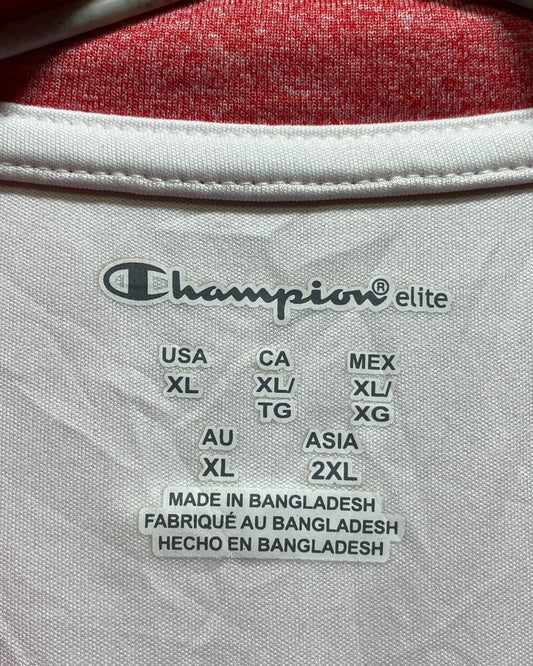 Champion® elite
USA CA MEX
XL XL/ XL/
TG XG
AU ASIA
XL 2XL
MADE IN BANGLADESH
FABRIQUÉ AU BANGLADESH
HECHO EN BANGLADESH